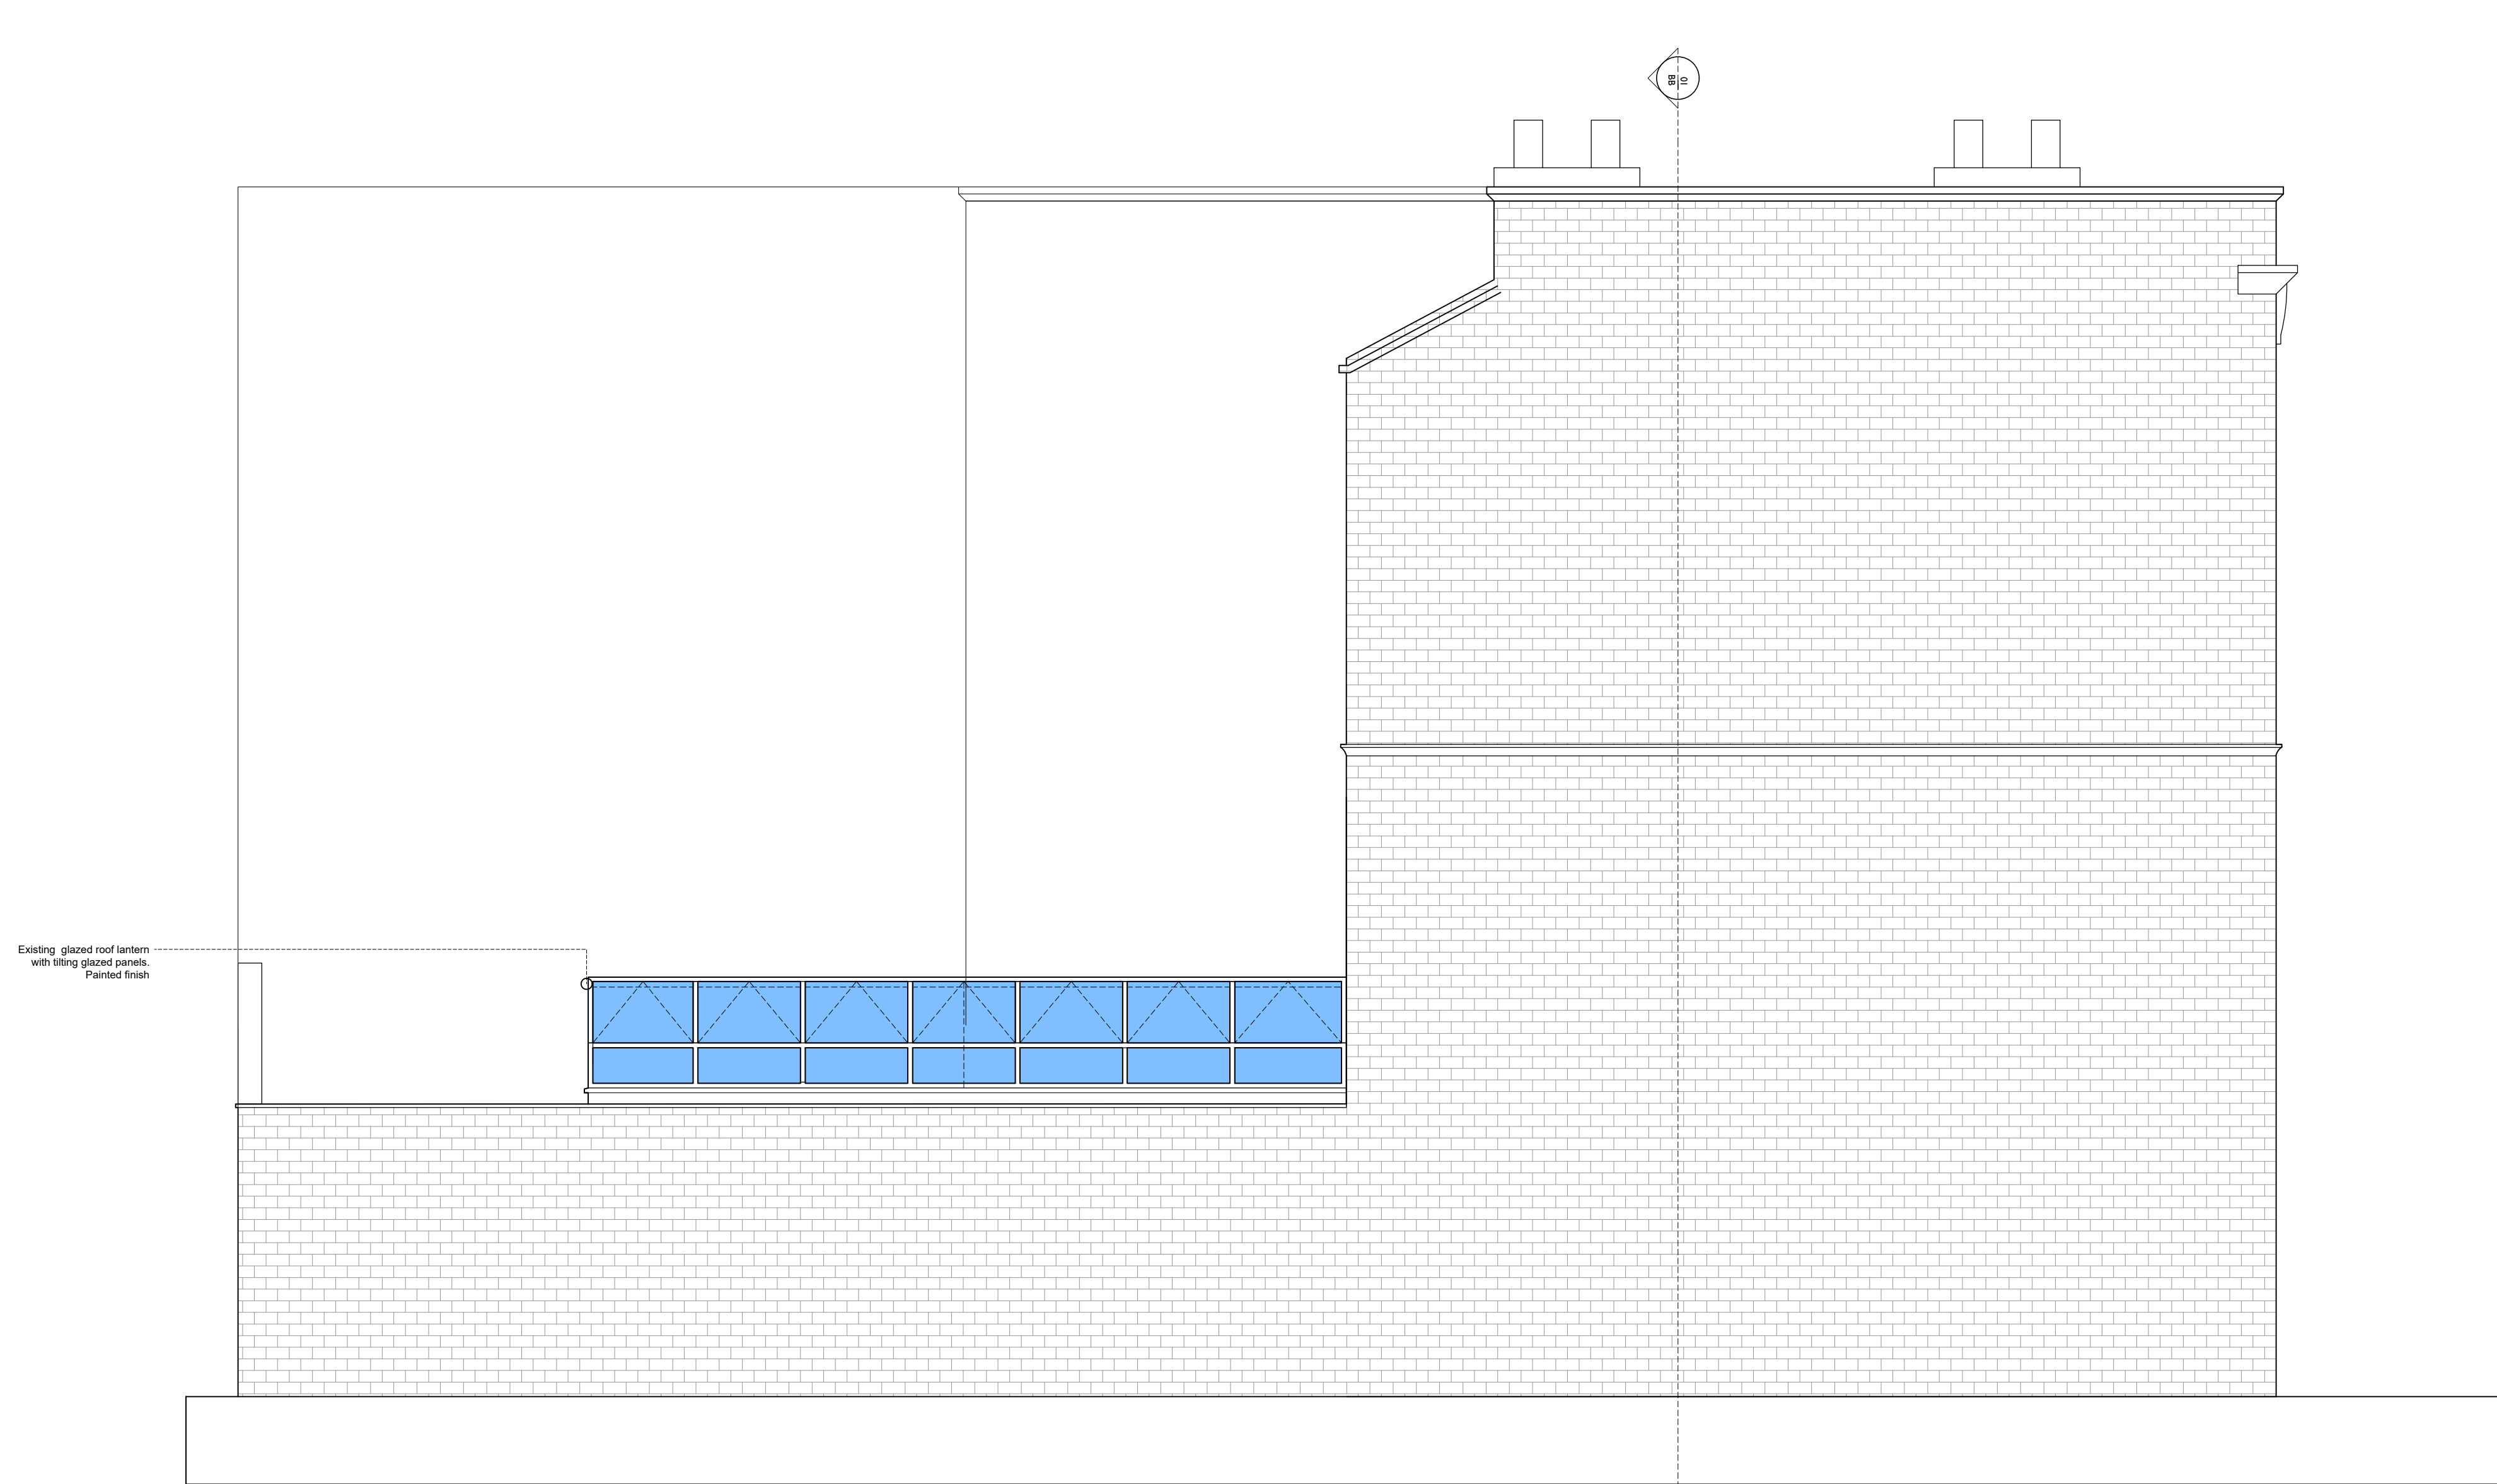 01
BB
Existing  glazed roof lantern
with tilting glazed panels.
Painted finish